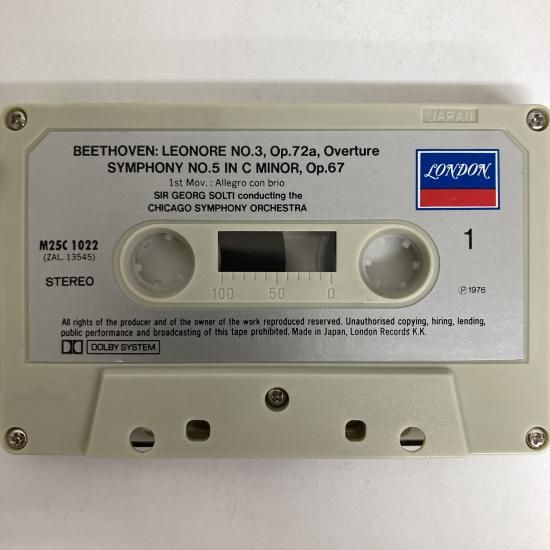 JAPAN
BEETHOVEN: LEONORE NO.3, Op.72a, Overture
SYMPHONY NO.5 IN C MINOR, Op.67
1st Mov.: Allegro con brio
SIR GEORG SOLTI conducting the
CHICAGO SYMPHONY ORCHESTRA
LONDON
M25C 1022
(ZAL. 13545)
STEREO
1
100 50 0
Ⓟ1976
All rights of the producer and of the owner of the work reproduced reserved. Unauthorised copying, hiring, lending,
public performance and broadcasting of this tape prohibited. Made in Japan, London Records K.K.
DOLBY SYSTEM